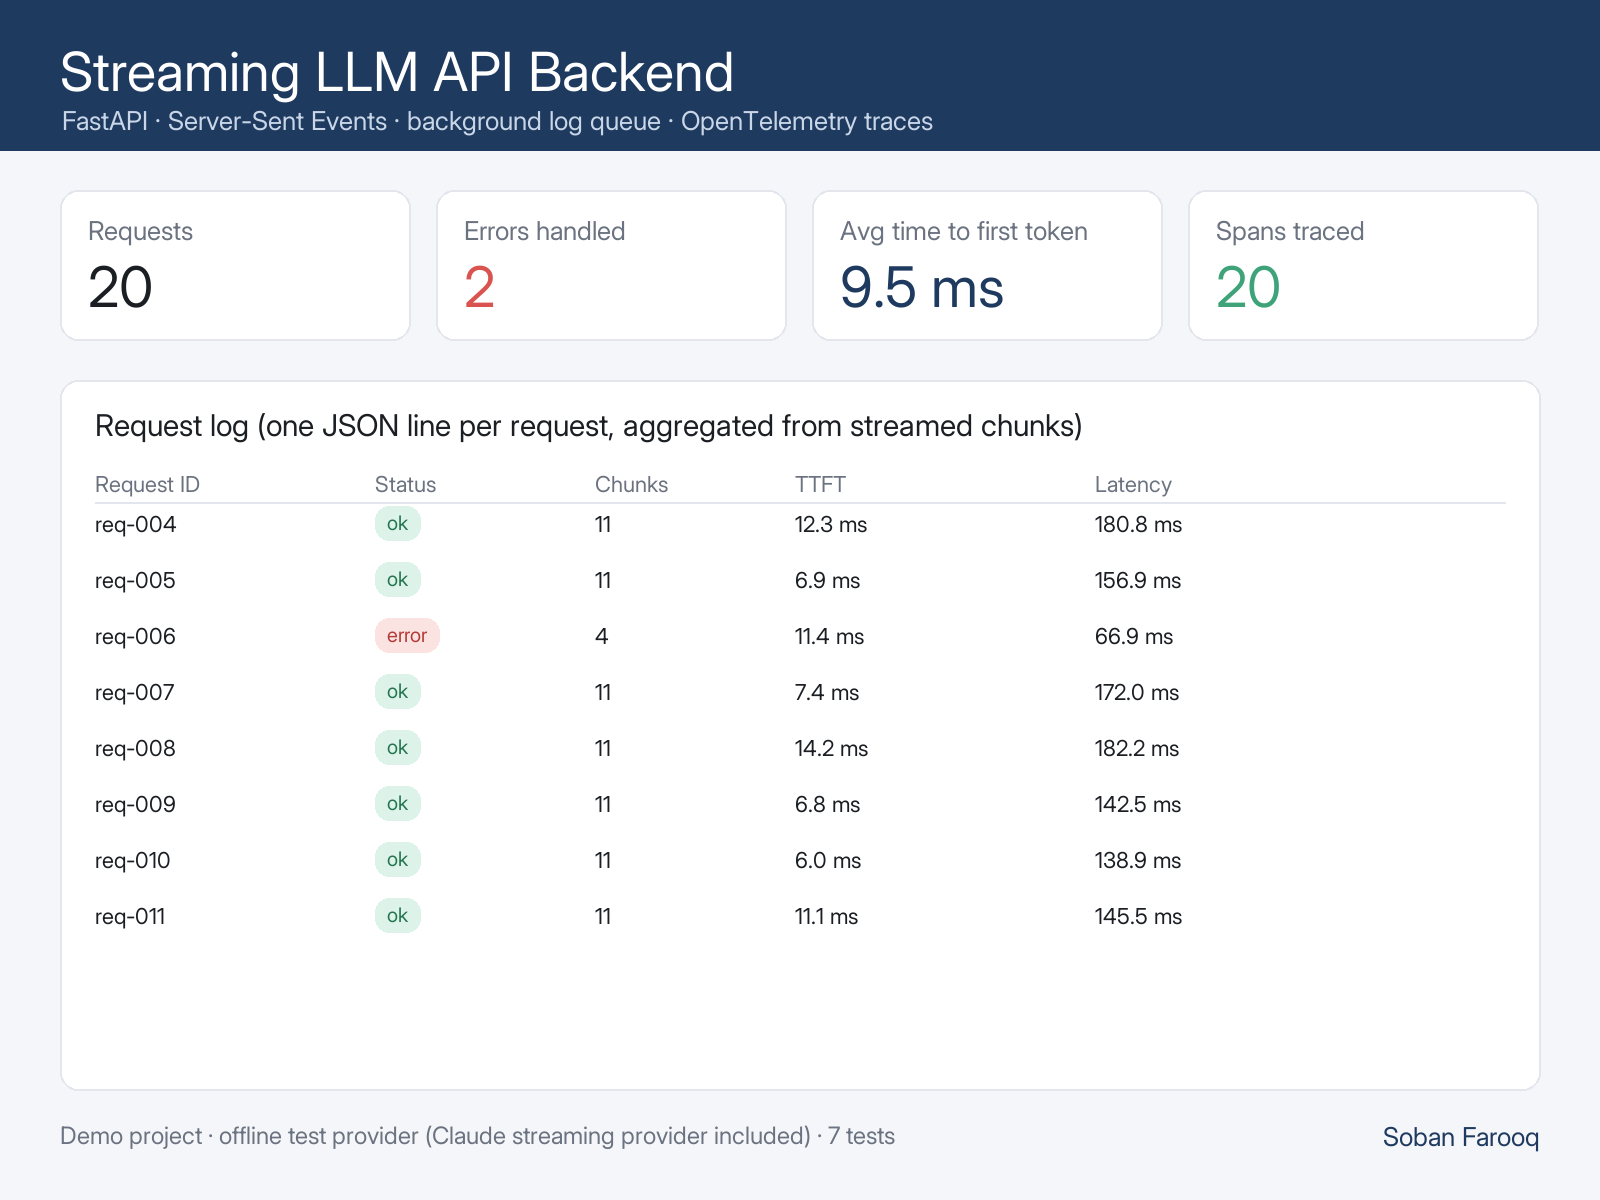 Streaming LLM API Backend
FastAPI · Server-Sent Events · background log queue · OpenTelemetry traces
Requests
20
Errors handled
2
Avg time to first token
9.5 ms
Spans traced
20
Request log (one JSON line per request, aggregated from streamed chunks)
Request ID Status Chunks TTFT Latency
req-004 ok 11 12.3 ms 180.8 ms
req-005 ok 11 6.9 ms 156.9 ms
req-006 error 4 11.4 ms 66.9 ms
req-007 ok 11 7.4 ms 172.0 ms
req-008 ok 11 14.2 ms 182.2 ms
req-009 ok 11 6.8 ms 142.5 ms
req-010 ok 11 6.0 ms 138.9 ms
req-011 ok 11 11.1 ms 145.5 ms
Demo project · offline test provider (Claude streaming provider included) · 7 tests
Soban Farooq